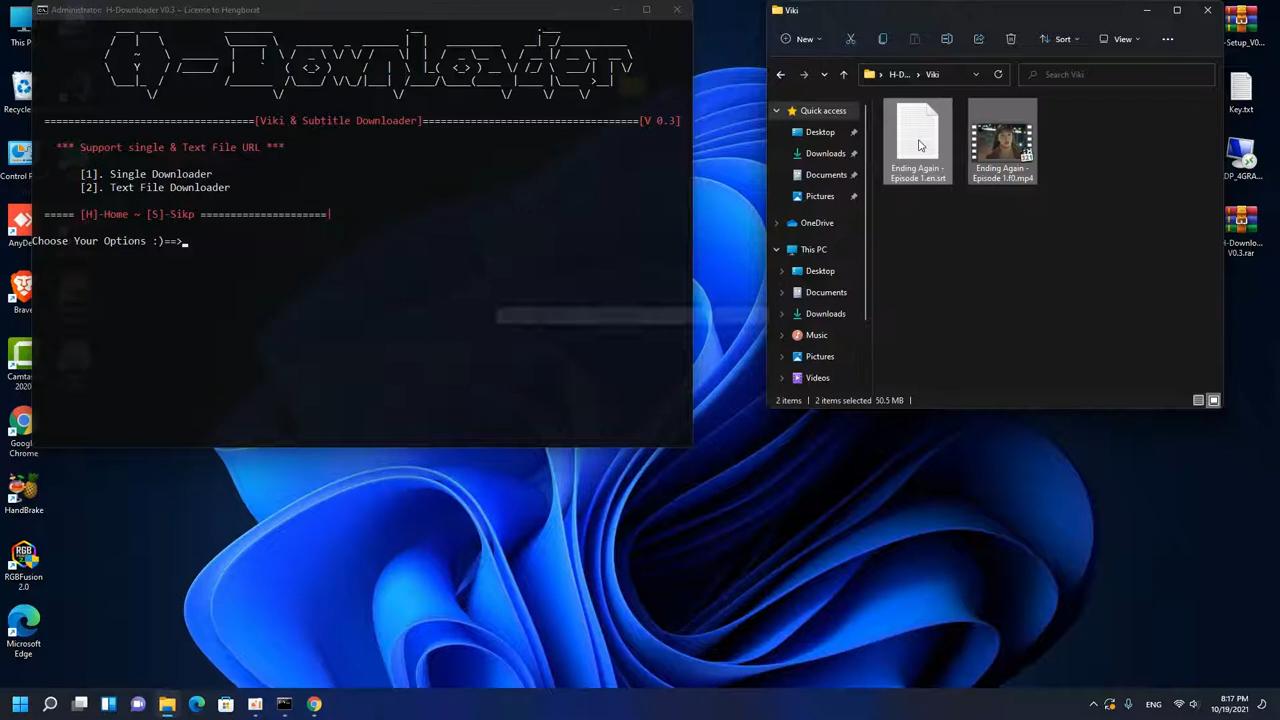 Administrator: H-Downloader V0.3 ~ License to Hengborat
H-Downloader
[Viki & Subtitle Downloader]
[V 0.3]
*** Support single & Text File URL ***
[1]. Single Downloader
[2]. Text File Downloader
===== [H]-Home ~ [S]-Sikp =====================|
Choose Your Options :)==>_
This P
Recycle
Control P
AnyDe
Brave
Camtas
2020
Google
Chrome
HandBrake
RGBFusion
2.0
Microsoft
Edge
Viki
New
Sort
View
H-D...
Viki
Search Viki
Quick access
Desktop
Downloads
Documents
Pictures
OneDrive
This PC
Desktop
Documents
Downloads
Music
Pictures
Videos
Ending Again -
Episode 1.en.srt
Ending Again -
Episode 1.f0.mp4
2 items
2 items selected 50.5 MB
-Setup_V0
Key.txt
DP_4GRA
H-Downlo...
V0.3.rar
ENG
8:17 PM
10/19/2021